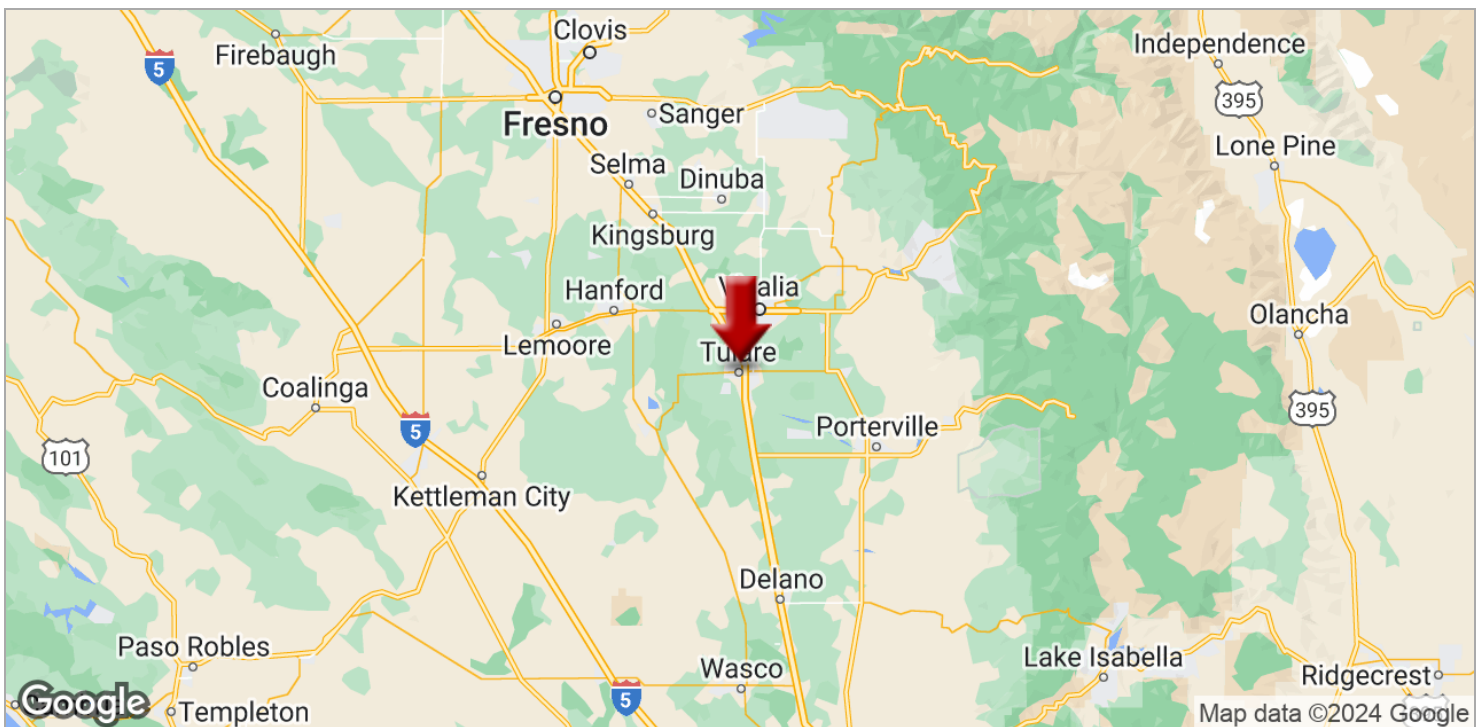 Clovis
Independence
Firebaugh
5
395
Sanger
Fresno
Lone Pine
Selma
Dinuba
Kingsburg
Hanford
Olancha
Lemoore
Tulare
Coalinga
395
5
Porterville
101
Kettleman City
Delano
Paso Robles
Lake Isabella
Wasco
Ridgecrest
5
Google
Templeton
Map data ©2024 Google